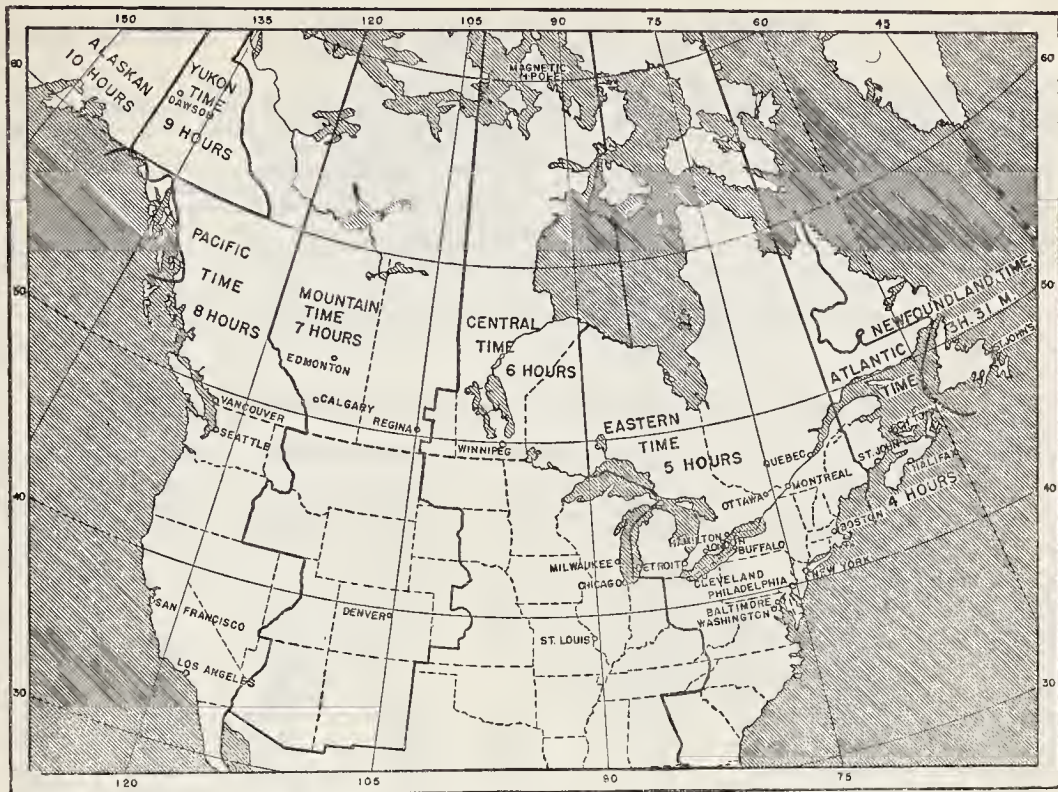 150 135 120 105 90 75 60 45
60
60
ALASKAN
10 HOURS
YUKON
TIME
DAWSON
9 HOURS
MAGNETIC
N. POLE
PACIFIC
TIME
8 HOURS
MOUNTAIN
TIME
7 HOURS
CENTRAL
TIME
6 HOURS
EASTERN
TIME
5 HOURS
NEWFOUNDLAND TIME
3H. 31 M.
ATLANTIC
TIME
4 HOURS
50
50
EDMONTON
CALGARY
REGINA
VANCOUVER
SEATTLE
WINNIPEG
ST. JOHN'S
QUEBEC
ST. JOHN
HALIFAX
OTTAWA
MONTREAL
BOSTON
40
40
HAMILTON
BUFFALO
MILWAUKEE
DETROIT
CHICAGO
CLEVELAND
NEW YORK
PHILADELPHIA
BALTIMORE
WASHINGTON
SAN FRANCISCO
DENVER
ST. LOUIS
LOS ANGELES
30
30
120 105 90 75